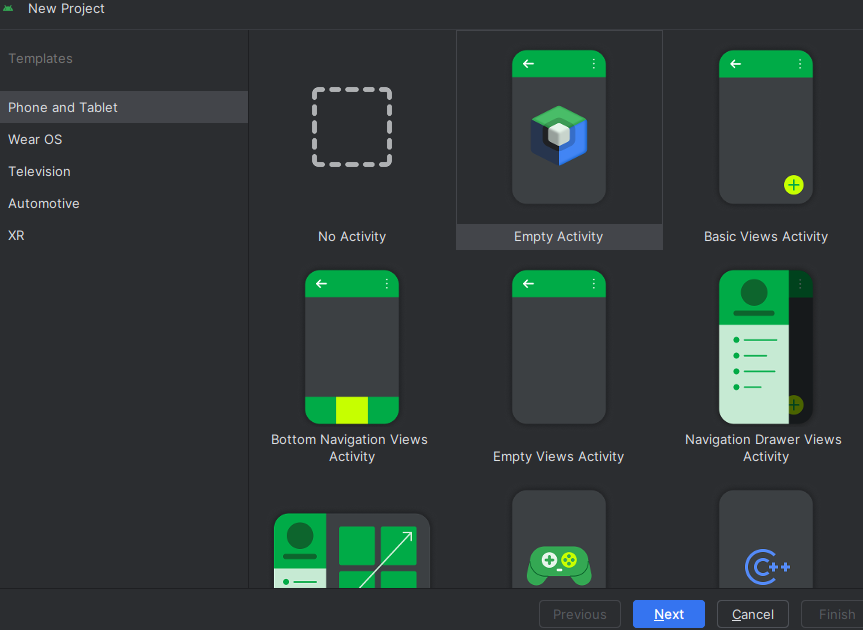 New Project
Templates
Phone and Tablet
Wear OS
Television
Automotive
XR
No Activity
Empty Activity
Basic Views Activity
Bottom Navigation Views
Activity
Empty Views Activity
Navigation Drawer Views
Activity
C++
Previous
Next
Cancel
Finish